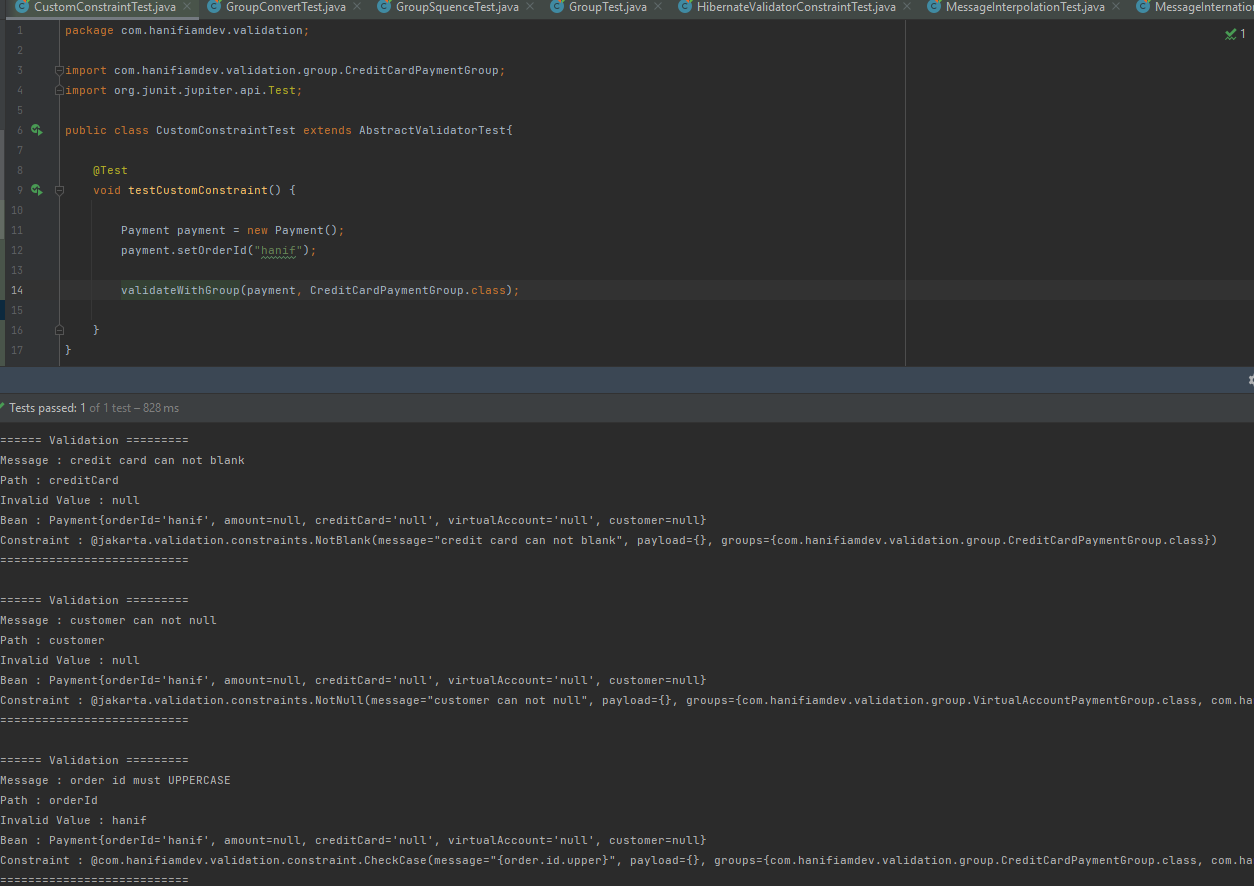 CustomConstraintTest.java GroupConvertTest.java GroupSquenceTest.java GroupTest.java HibernateValidatorConstraintTest.java MessageInterpolationTest.java MessageInternatio
1 package com.hanifiamdev.validation; 1
2
3 import com.hanifiamdev.validation.group.CreditCardPaymentGroup;
4 import org.junit.jupiter.api.Test;
5
6 public class CustomConstraintTest extends AbstractValidatorTest{
7
8 @Test
9 void testCustomConstraint() {
10
11 Payment payment = new Payment();
12 payment.setOrderId("hanif");
13
14 validateWithGroup(payment, CreditCardPaymentGroup.class);
15
16 }
17 }
Tests passed: 1 of 1 test – 828 ms
====== Validation =========
Message : credit card can not blank
Path : creditCard
Invalid Value : null
Bean : Payment{orderId='hanif', amount=null, creditCard='null', virtualAccount='null', customer=null}
Constraint : @jakarta.validation.constraints.NotBlank(message="credit card can not blank", payload={}, groups={com.hanifiamdev.validation.group.CreditCardPaymentGroup.class})
===========================
====== Validation =========
Message : customer can not null
Path : customer
Invalid Value : null
Bean : Payment{orderId='hanif', amount=null, creditCard='null', virtualAccount='null', customer=null}
Constraint : @jakarta.validation.constraints.NotNull(message="customer can not null", payload={}, groups={com.hanifiamdev.validation.group.VirtualAccountPaymentGroup.class, com.ha
===========================
====== Validation =========
Message : order id must UPPERCASE
Path : orderId
Invalid Value : hanif
Bean : Payment{orderId='hanif', amount=null, creditCard='null', virtualAccount='null', customer=null}
Constraint : @com.hanifiamdev.validation.constraint.CheckCase(message="{order.id.upper}", payload={}, groups={com.hanifiamdev.validation.group.CreditCardPaymentGroup.class, com.ha
===========================